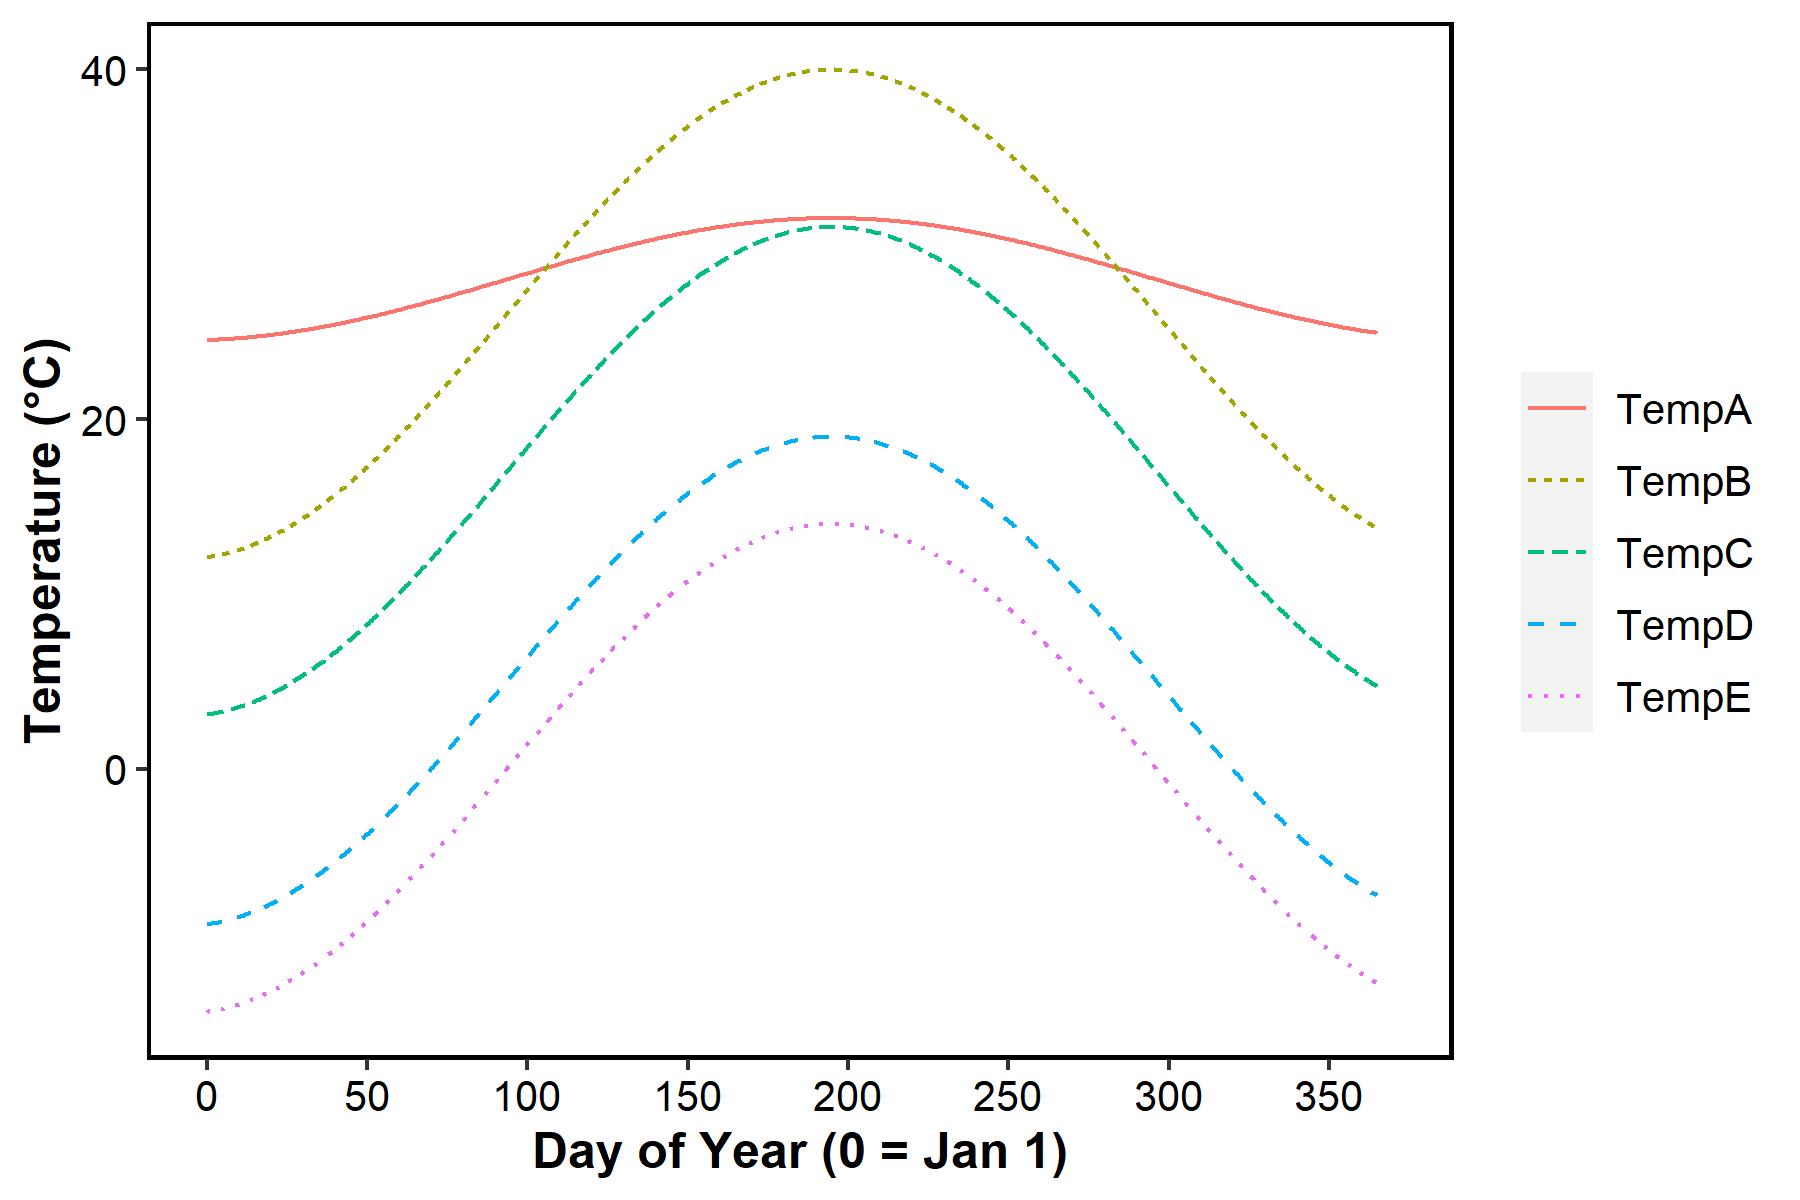 40
20
0
Temperature (°C)
0 50 100 150 200 250 300 350
Day of Year (0 = Jan 1)
TempA
TempB
TempC
TempD
TempE